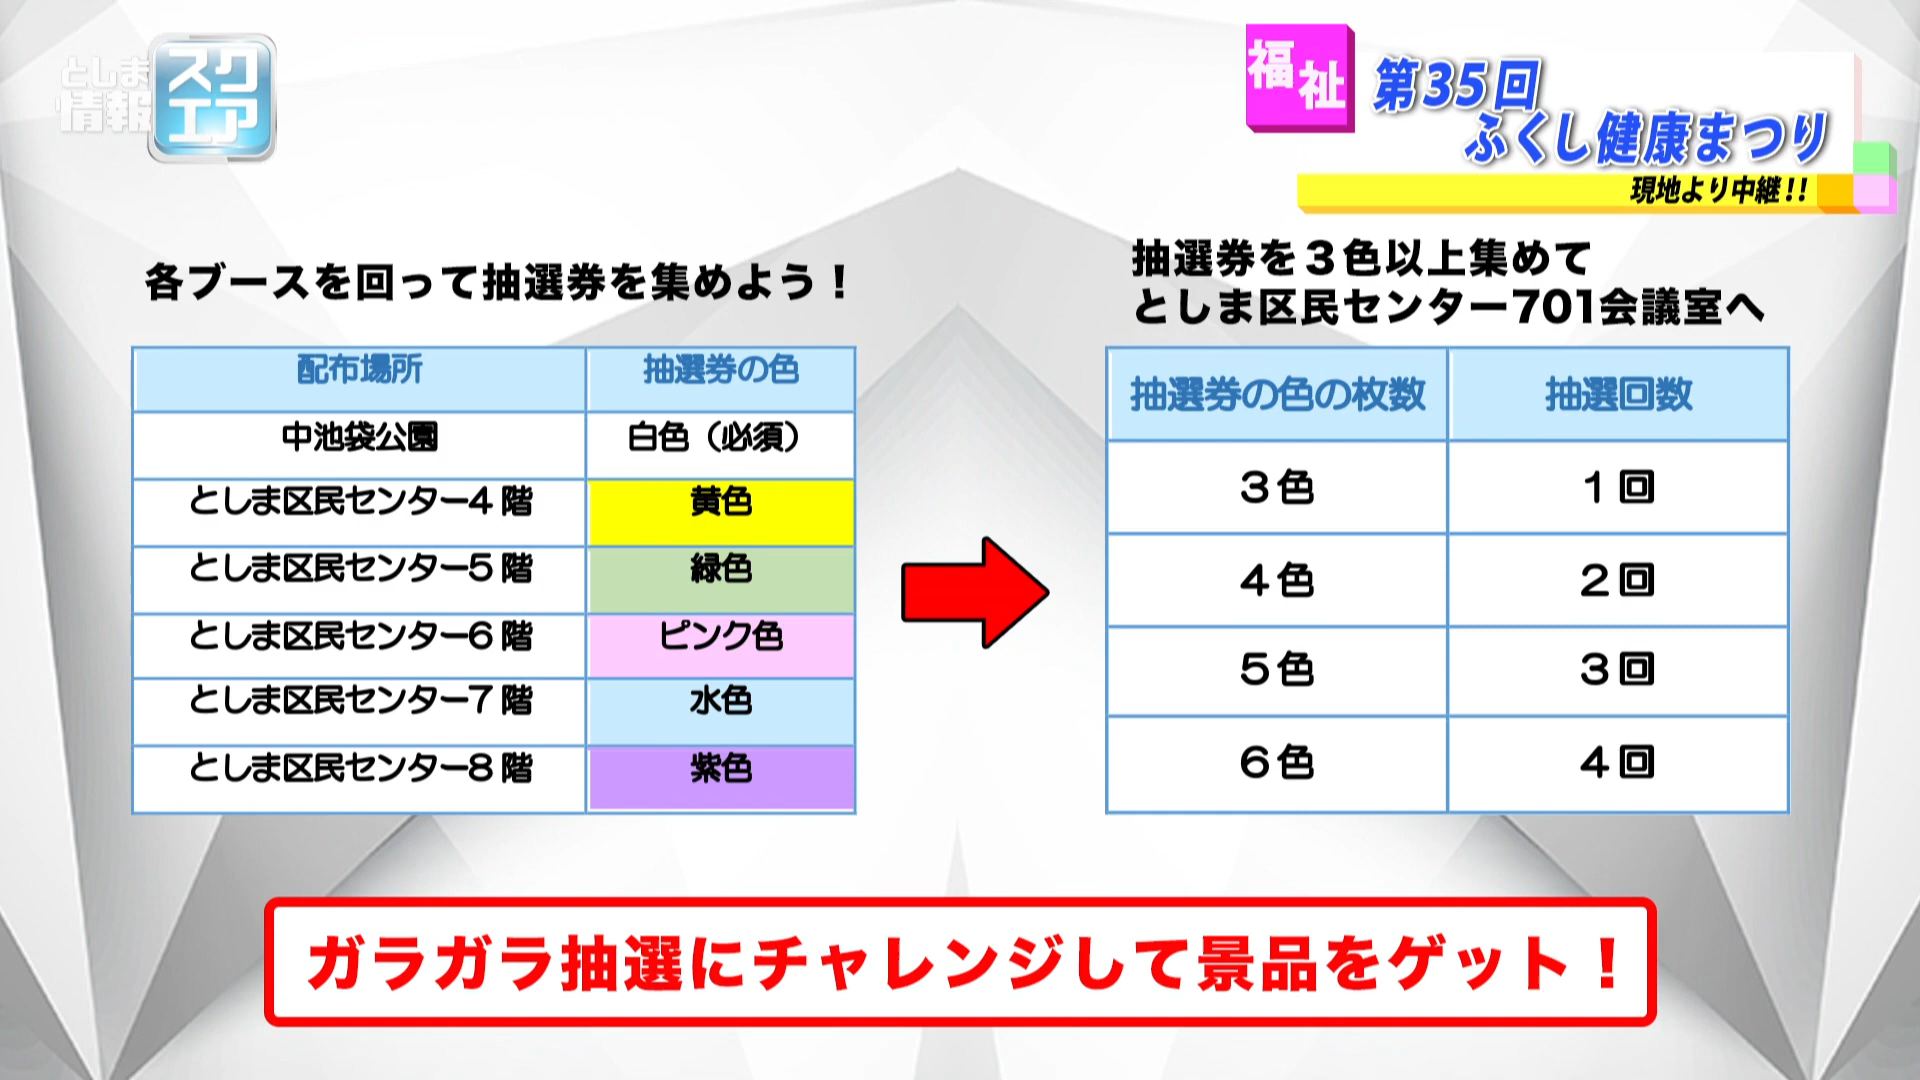 としま
情報
スク
エア
福祉
第35回
ふくし健康まつり
現地より中継!!
各ブースを回って抽選券を集めよう！
配布場所 抽選券の色
中池袋公園 白色（必須）
としま区民センター4階 黄色
としま区民センター5階 緑色
としま区民センター6階 ピンク色
としま区民センター7階 水色
としま区民センター8階 紫色
抽選券を３色以上集めて
としま区民センター701会議室へ
抽選券の色の枚数 抽選回数
３色 １回
４色 ２回
５色 ３回
６色 ４回
ガラガラ抽選にチャレンジして景品をゲット！